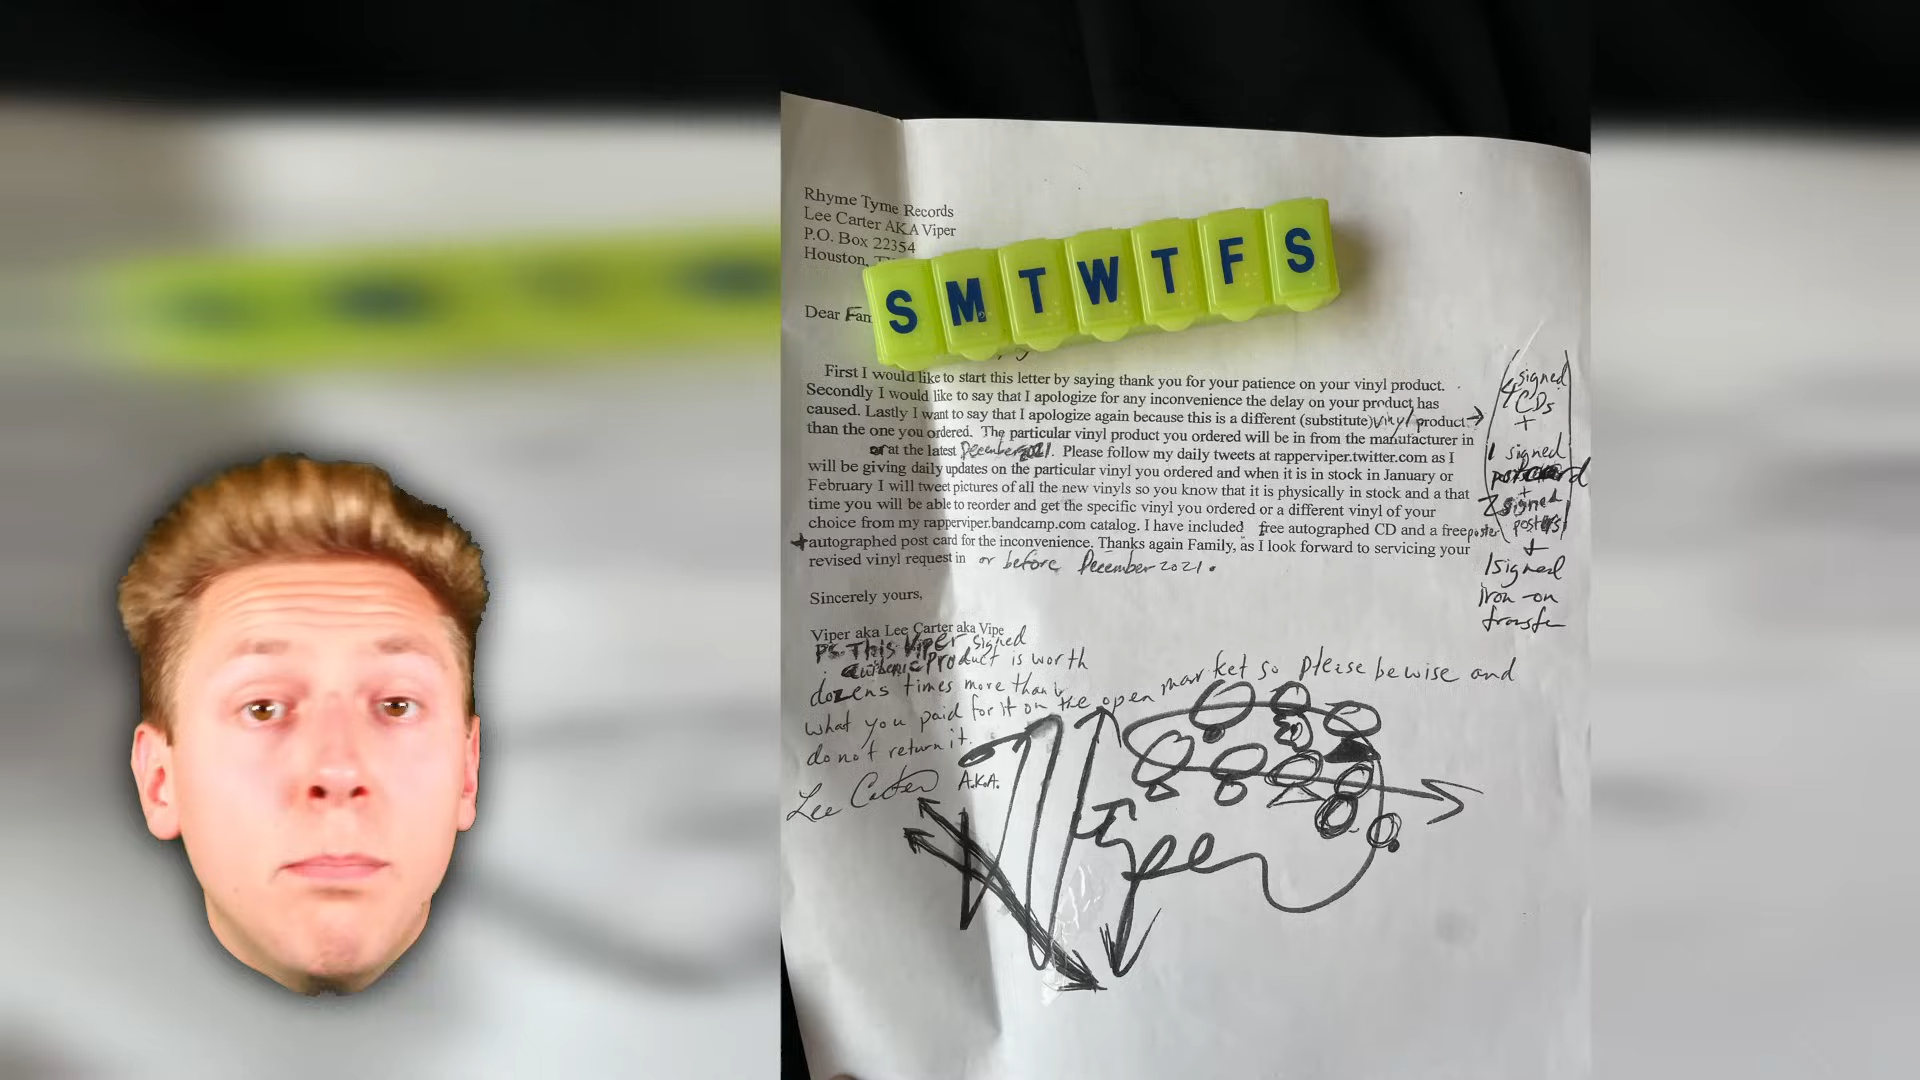 Rhyme Tyme Records
Lee Carter AKA Viper
P.O. Box 22354
Houston,
S M T W T F S
Dear Fam
First I would like to start this letter by saying thank you for your patience on your vinyl product.
Secondly I would like to say that I apologize for any inconvenience the delay on your product has
caused. Lastly I want to say that I apologize again because this is a different (substitute) vinyl product
than the one you ordered. The particular vinyl product you ordered will be in from the manufacturer in
or at the latest December 2021. Please follow my daily tweets at rapperviper.twitter.com as I
will be giving daily updates on the particular vinyl you ordered and when it is in stock in January or
February I will tweet pictures of all the new vinyls so you know that it is physically in stock and a that
time you will be able to reorder and get the specific vinyl you ordered or a different vinyl of your
choice from my rapperviper.bandcamp.com catalog. I have included free autographed CD and a free poster
+ autographed post card for the inconvenience. Thanks again Family, as I look forward to servicing your
revised vinyl request in or before December 2021.
4 signed
CDs
+
1 signed
postcard
+
2 signed
posters
+
1 signed
iron-on
transfer
Sincerely yours,
Viper aka Lee Carter aka Vipe
PS. This Viper signed
authenic product is worth
dozens times more than
what you paid for it on the open market so please be wise and
do not return it.
Lee Carter A.K.A.
Viper